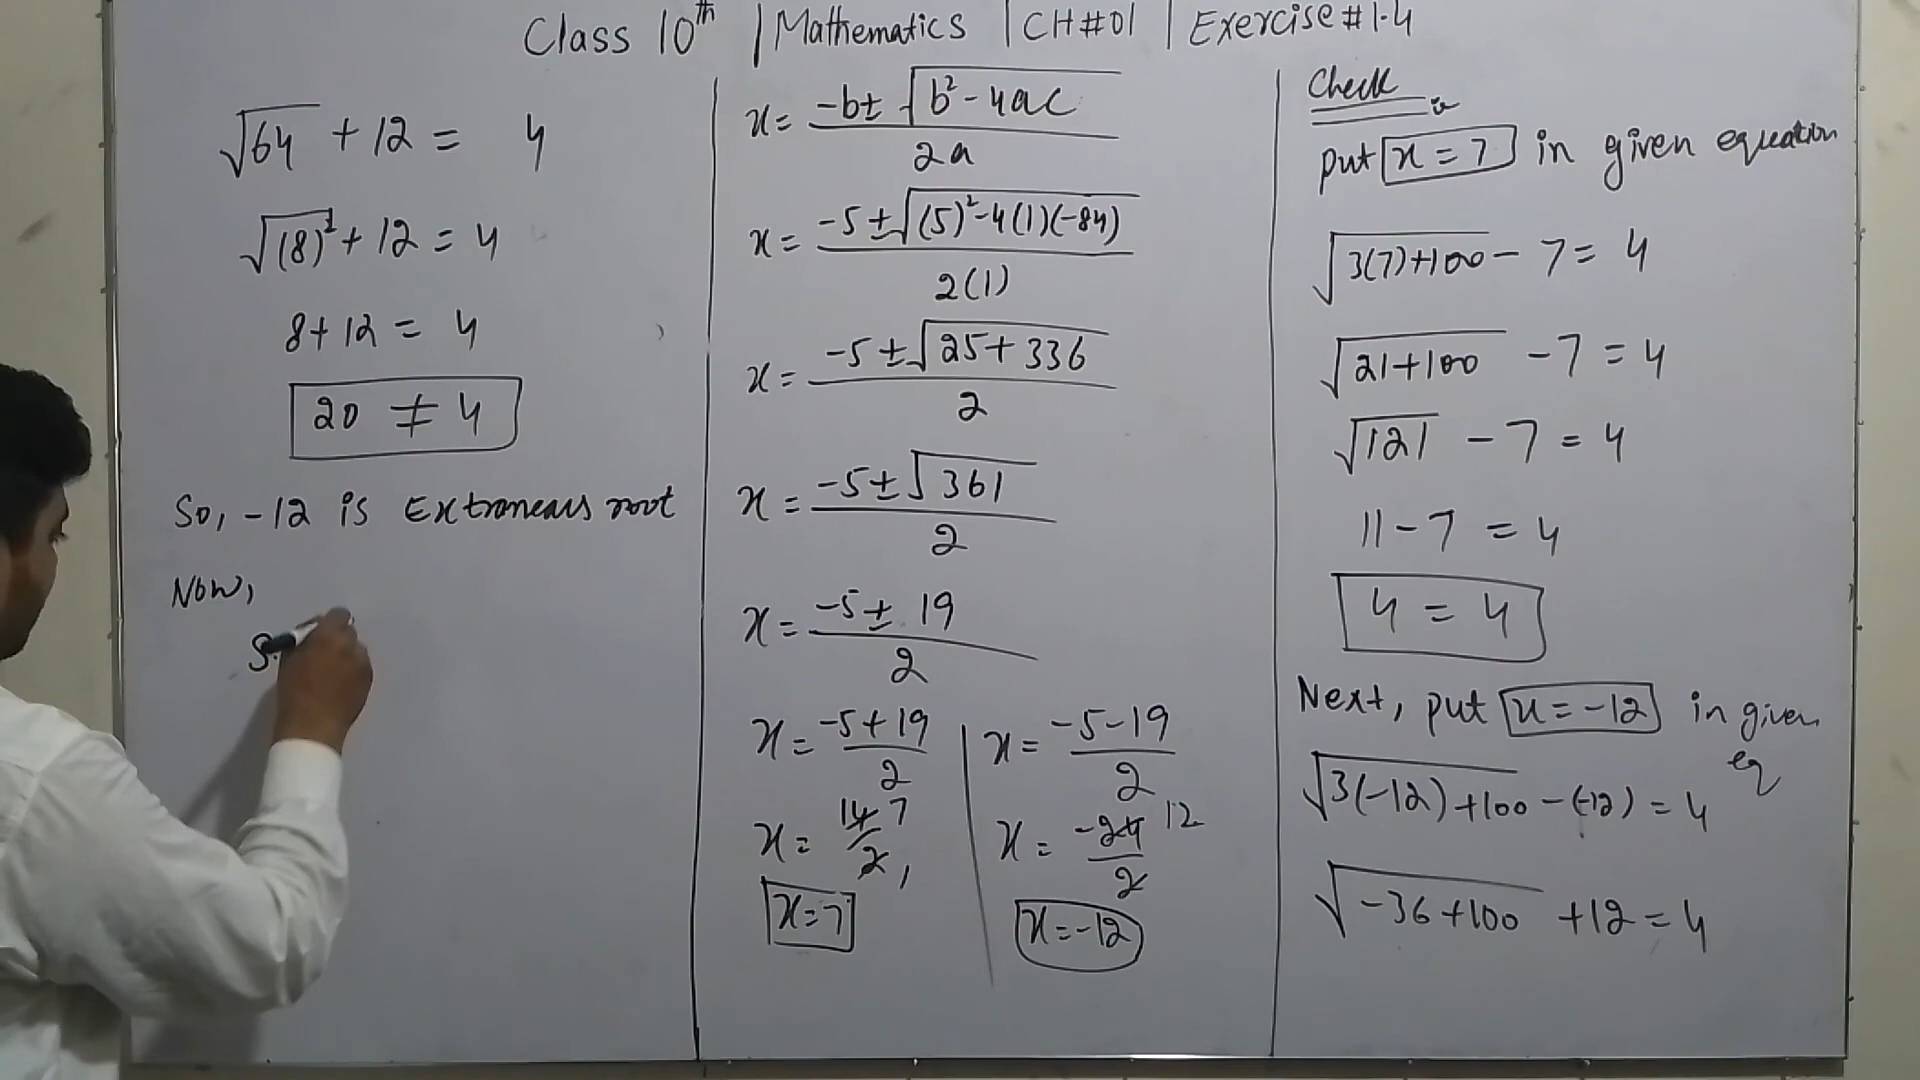 Class 10th | Mathematics | CH#01 | Exercise #1.4
√64 + 12 = 4
√(8)² + 12 = 4
8 + 12 = 4
20 ≠ 4
So, -12 is Extraneous root
Now,
S.
x = (-b ± √(b² - 4ac)) / 2a
x = (-5 ± √((5)² - 4(1)(-84))) / 2(1)
x = (-5 ± √(25 + 336)) / 2
x = (-5 ± √361) / 2
x = (-5 ± 19) / 2
x = (-5 + 19) / 2 | x = (-5 - 19) / 2
x = 14/2 7, | x = -24/2 12
x = 7 | x = -12
Check
put x = 7 in given equation
√(3(7)+100) - 7 = 4
√(21+100) - 7 = 4
√121 - 7 = 4
11 - 7 = 4
4 = 4
Next, put x = -12 in given
eq
√(3(-12)+100) - (-12) = 4
√(-36+100) + 12 = 4